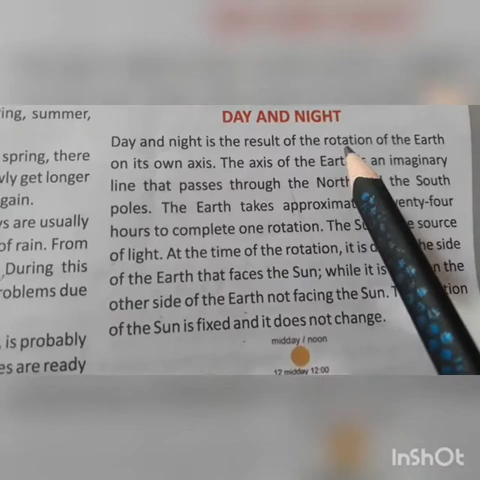 ing, summer,
spring, there
ly get longer
gain.
s are usually
of rain. From
During this
roblems due
is probably
es are ready
DAY AND NIGHT
Day and night is the result of the rotation of the Earth
on its own axis. The axis of the Eart an imaginary
line that passes through the Nort the South
poles. The Earth takes approximat enty-four
hours to complete one rotation. The S e source
of light. At the time of the rotation, it is d he side
of the Earth that faces the Sun; while it is n the
other side of the Earth not facing the Sun. T tion
of the Sun is fixed and it does not change.
midday / noon
12 midday 12:00
InShOt